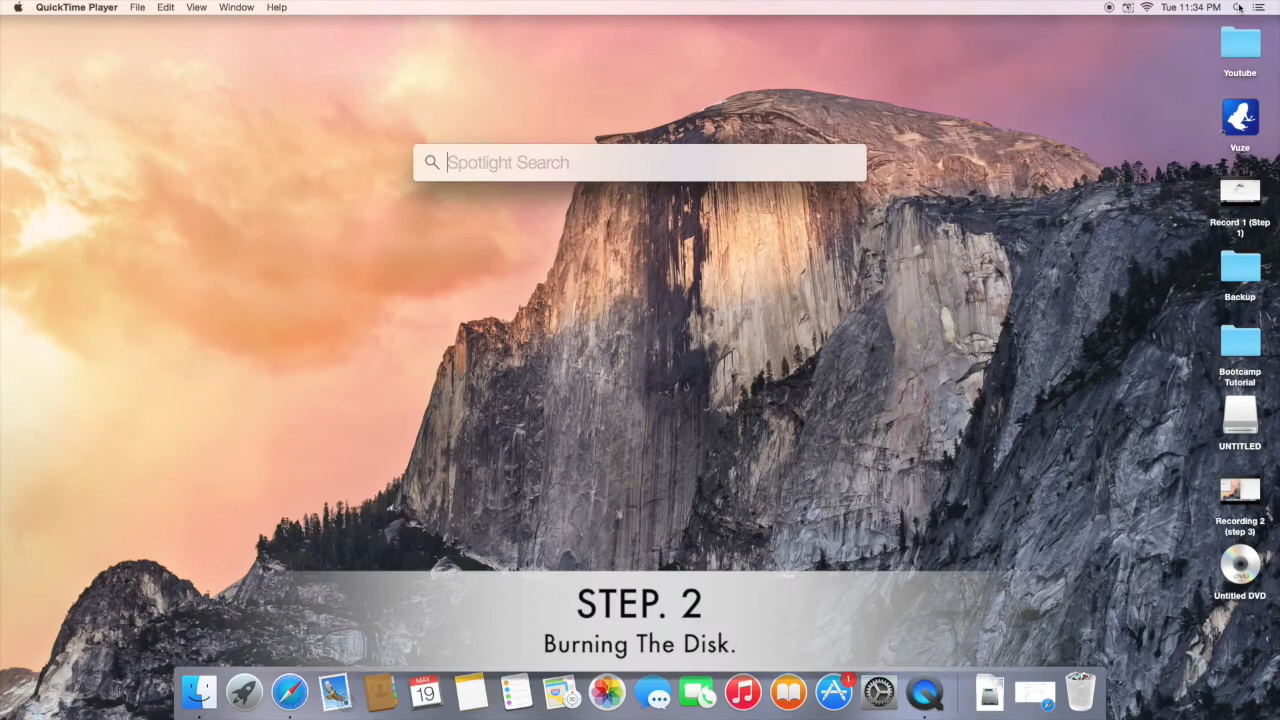 QuickTime Player File Edit View Window Help Tue 11:34 PM
Youtube
Vuze
Spotlight Search
Record 1 (Step
1)
Backup
Bootcamp
Tutorial
UNTITLED
Recording 2
(step 3)
Untitled DVD
STEP. 2
Burning The Disk.
MAY
19
1